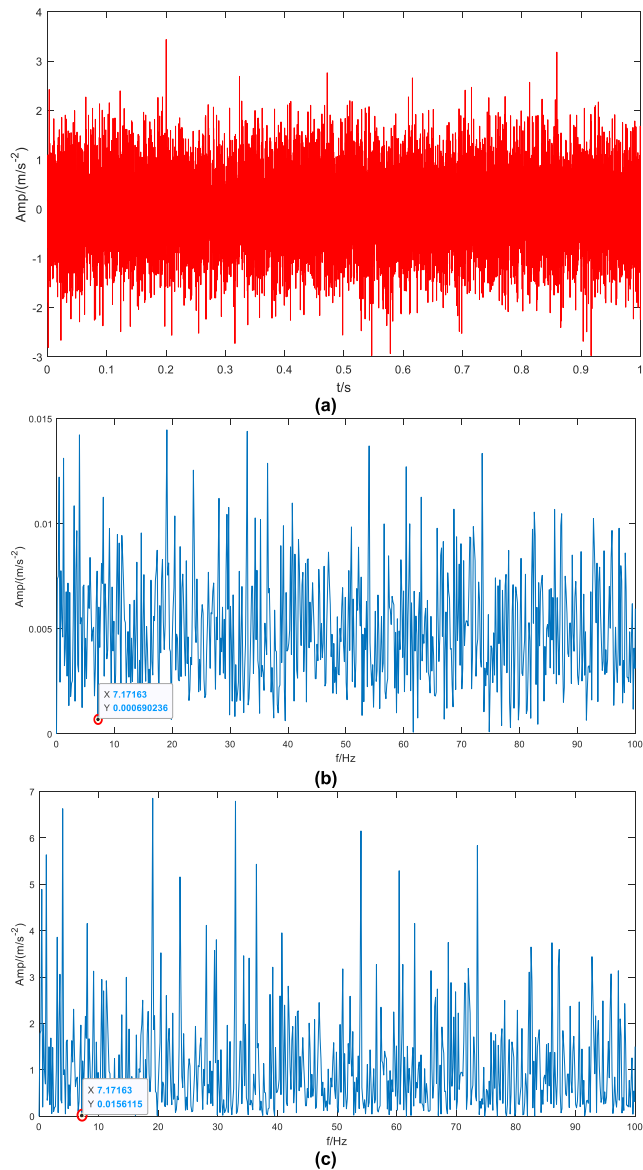 4
3
2
1
0
-1
-2
-3
Amp/(m/s⁻²)
0 0.1 0.2 0.3 0.4 0.5 0.6 0.7 0.8 0.9 1
t/s
(a)
0.015
0.01
0.005
0
Amp/(m/s⁻²)
X 7.17163
Y 0.000690236
0 10 20 30 40 50 60 70 80 90 100
f/Hz
(b)
7
6
5
4
3
2
1
0
Amp/(m/s⁻²)
X 7.17163
Y 0.0156115
0 10 20 30 40 50 60 70 80 90 100
f/Hz
(c)